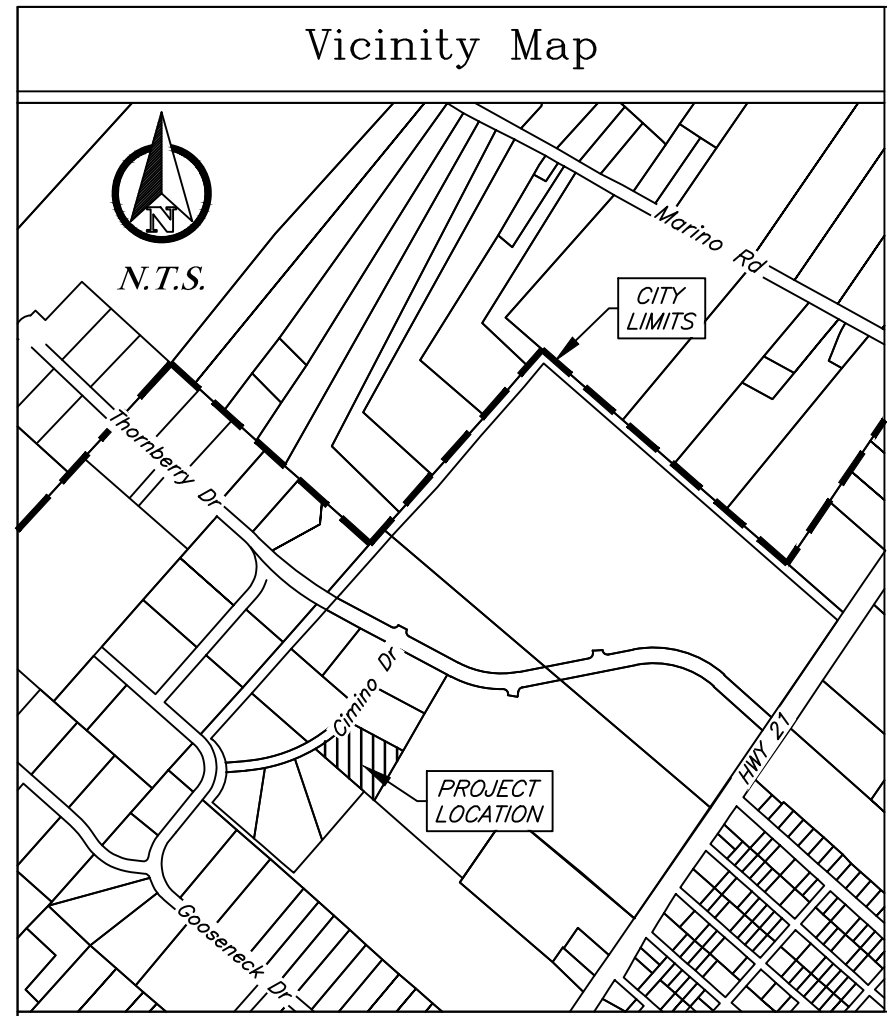 Vicinity Map
N
N.T.S.
Marino Rd
CITY
LIMITS
Thornberry Dr
Cimino Dr
HWY 21
PROJECT
LOCATION
Gooseneck Dr